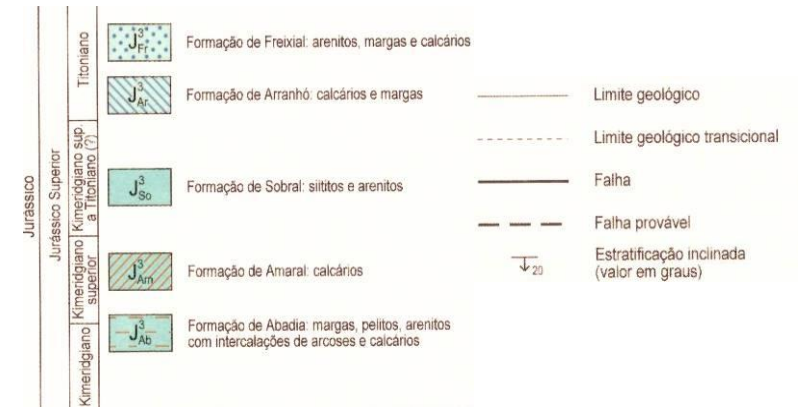 Jurássico
Jurássico Superior
Titoniano
Kimeridgiano sup. a Titoniano (?)
Kimeridgiano superior
Kimeridgiano
J³Fr
Formação de Freixial: arenitos, margas e calcários
J³Ar
Formação de Arranhó: calcários e margas
J³So
Formação de Sobral: siititos e arenitos
J³Am
Formação de Amaral: calcários
J³Ab
Formação de Abadia: margas, pelitos, arenitos
com intercalações de arcoses e calcários
Limite geológico
Limite geológico transicional
Falha
Falha provável
20
Estratificação inclinada
(valor em graus)